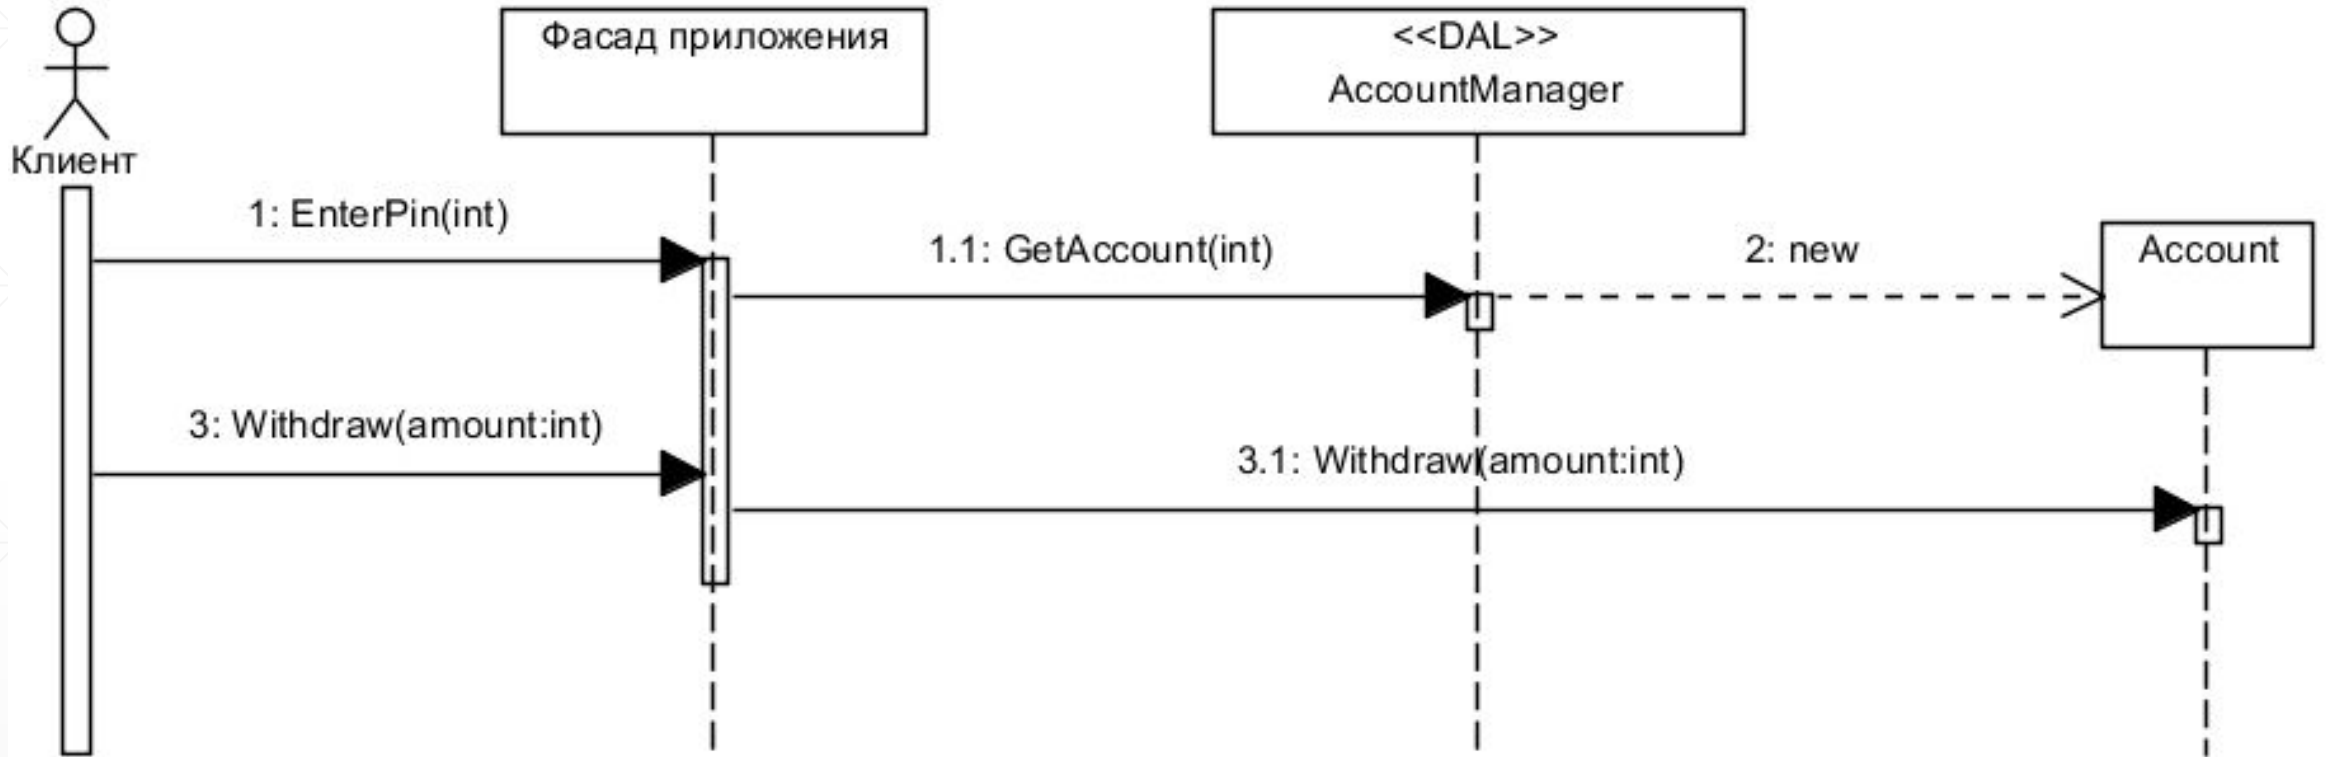 Фасад приложения
<<DAL>>
AccountManager
Клиент
1: EnterPin(int)
1.1: GetAccount(int)
2: new
Account
3: Withdraw(amount:int)
3.1: Withdraw(amount:int)